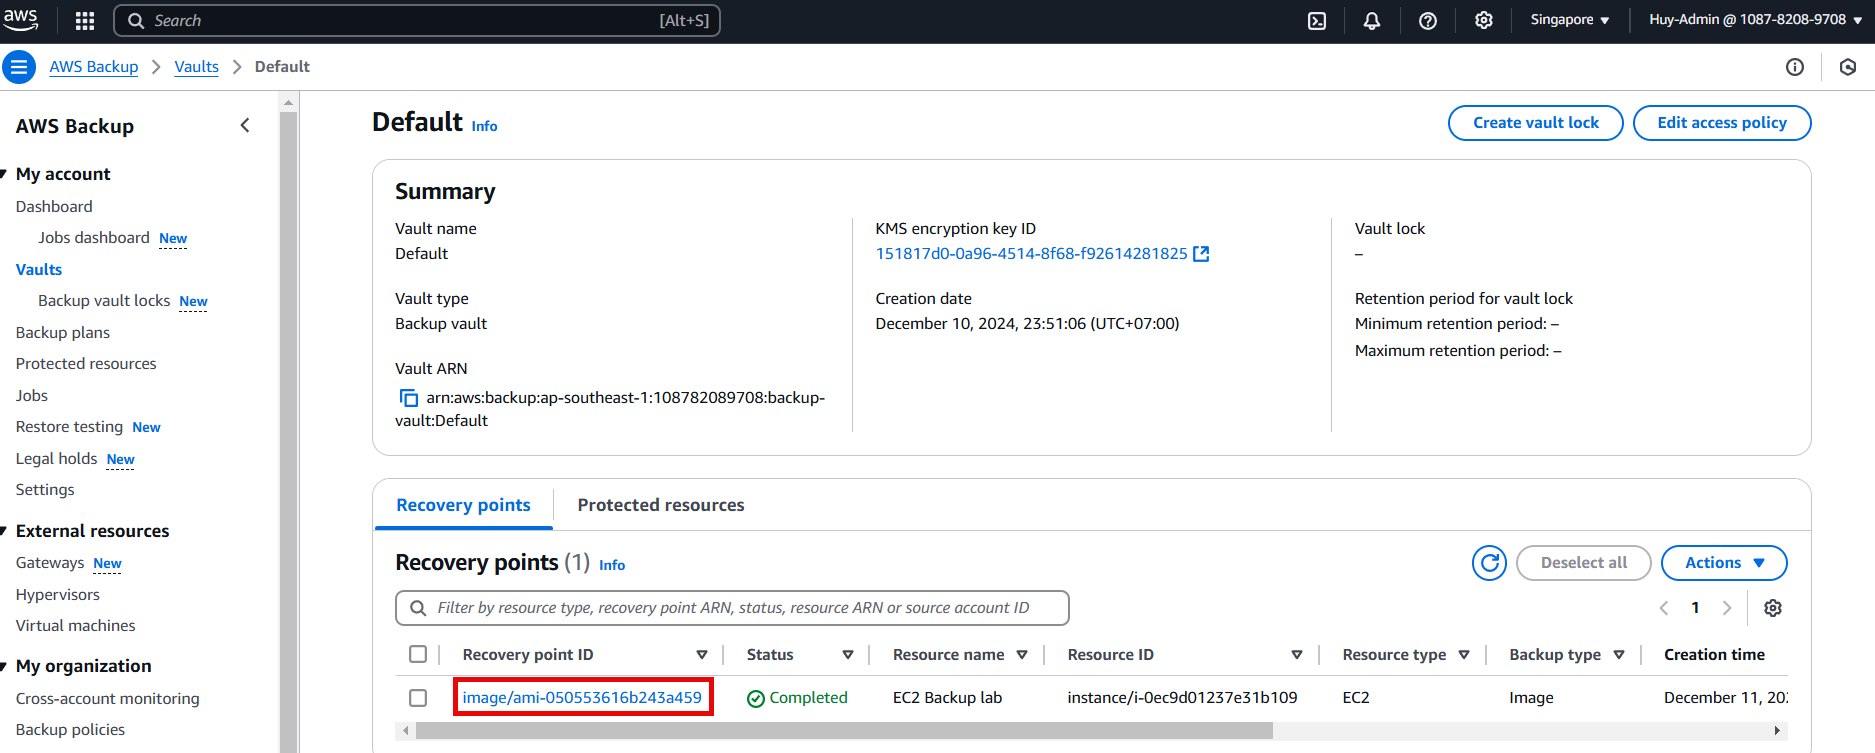 aws
Search
[Alt+S]
Singapore
Huy-Admin @ 1087-8208-9708
AWS Backup
Vaults
Default
AWS Backup
My account
Dashboard
Jobs dashboard New
Vaults
Backup vault locks New
Backup plans
Protected resources
Jobs
Restore testing New
Legal holds New
Settings
External resources
Gateways New
Hypervisors
Virtual machines
My organization
Cross-account monitoring
Backup policies
Default Info
Create vault lock
Edit access policy
Summary
Vault name
Default
Vault type
Backup vault
Vault ARN
arn:aws:backup:ap-southeast-1:108782089708:backup-
vault:Default
KMS encryption key ID
151817d0-0a96-4514-8f68-f92614281825
Creation date
December 10, 2024, 23:51:06 (UTC+07:00)
Vault lock
–
Retention period for vault lock
Minimum retention period: –
Maximum retention period: –
Recovery points
Protected resources
Recovery points (1) Info
Deselect all
Actions
Filter by resource type, recovery point ARN, status, resource ARN or source account ID
1
Recovery point ID Status Resource name Resource ID Resource type Backup type Creation time
image/ami-050553616b243a459 Completed EC2 Backup lab instance/i-0ec9d01237e31b109 EC2 Image December 11, 202